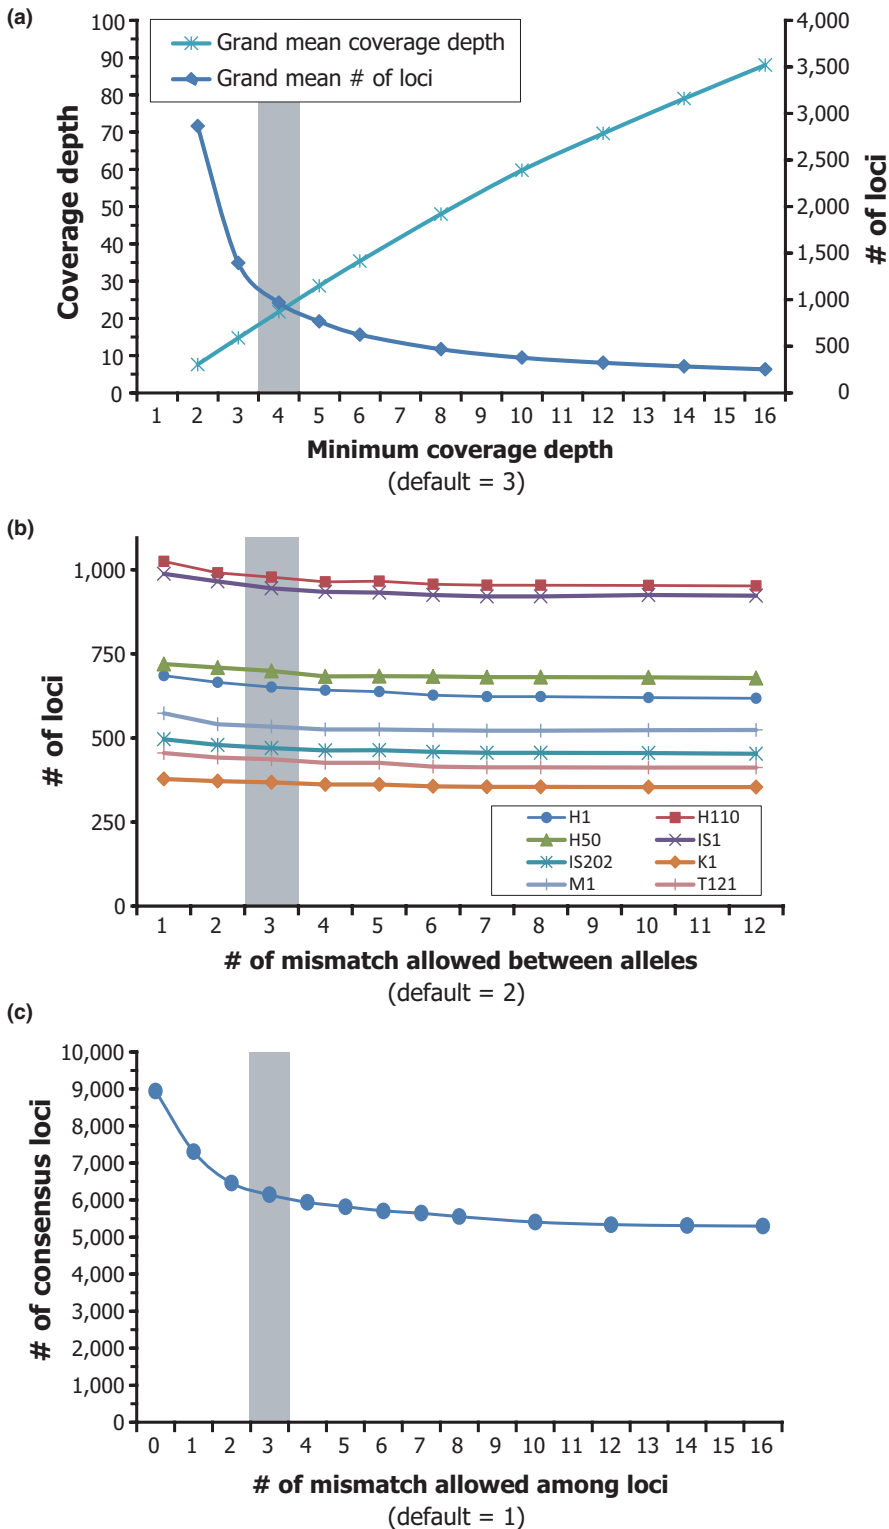 (a)
Grand mean coverage depth
Grand mean # of loci
Coverage depth
100
90
80
70
60
50
40
30
20
10
0
4,000
3,500
3,000
2,500
2,000
1,500
1,000
500
0
# of loci
1 2 3 4 5 6 7 8 9 10 11 12 13 14 15 16
Minimum coverage depth
(default = 3)
(b)
# of loci
1,000
750
500
250
0
H1 H110
H50 IS1
IS202 K1
M1 T121
1 2 3 4 5 6 7 8 9 10 11 12
# of mismatch allowed between alleles
(default = 2)
(c)
# of consensus loci
10,000
9,000
8,000
7,000
6,000
5,000
4,000
3,000
2,000
1,000
0
0 1 2 3 4 5 6 7 8 9 10 11 12 13 14 15 16
# of mismatch allowed among loci
(default = 1)